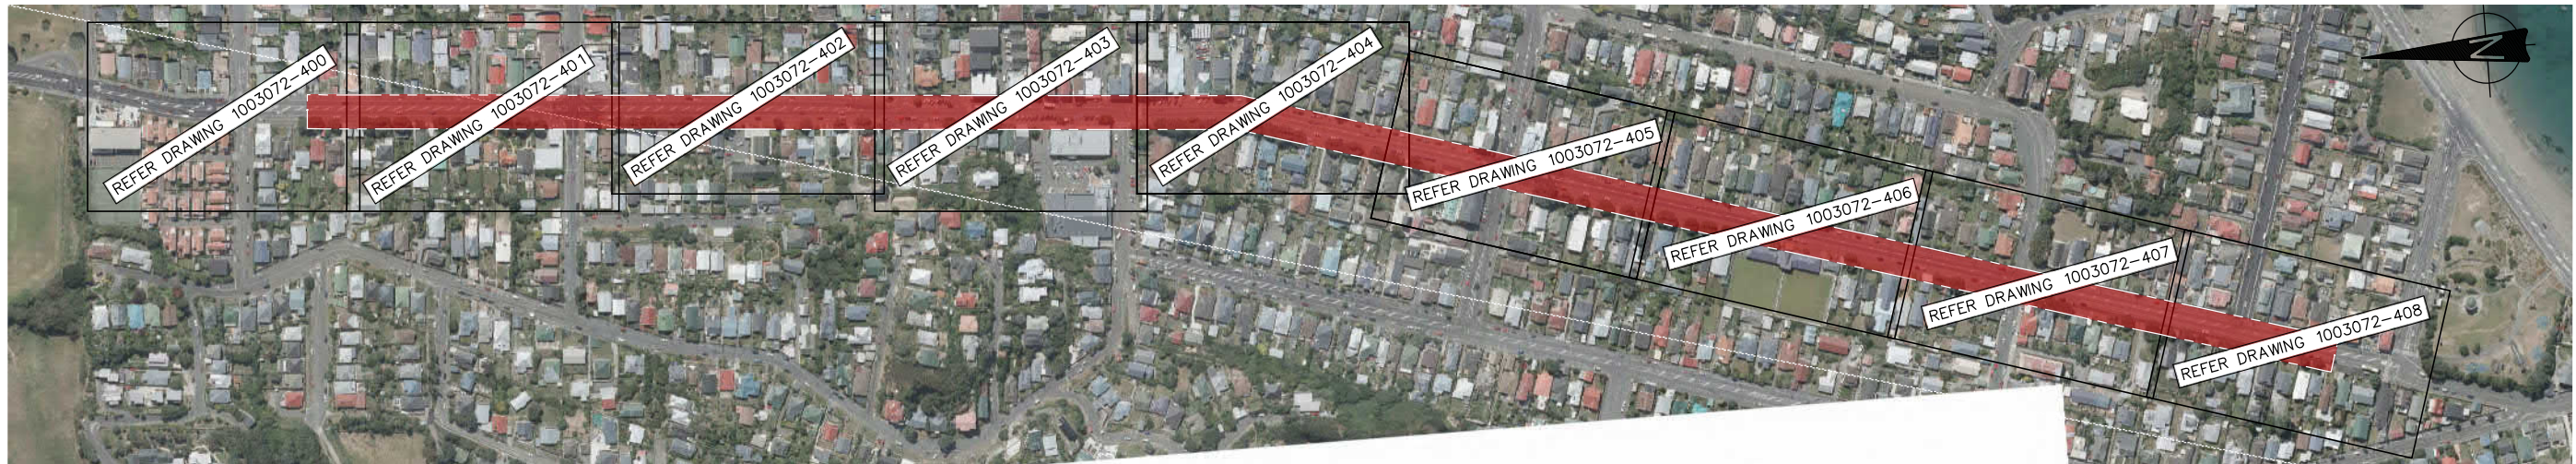 REFER DRAWING 1003072-400
REFER DRAWING 1003072-401
REFER DRAWING 1003072-402
REFER DRAWING 1003072-403
REFER DRAWING 1003072-404
REFER DRAWING 1003072-405
REFER DRAWING 1003072-406
REFER DRAWING 1003072-407
REFER DRAWING 1003072-408
N